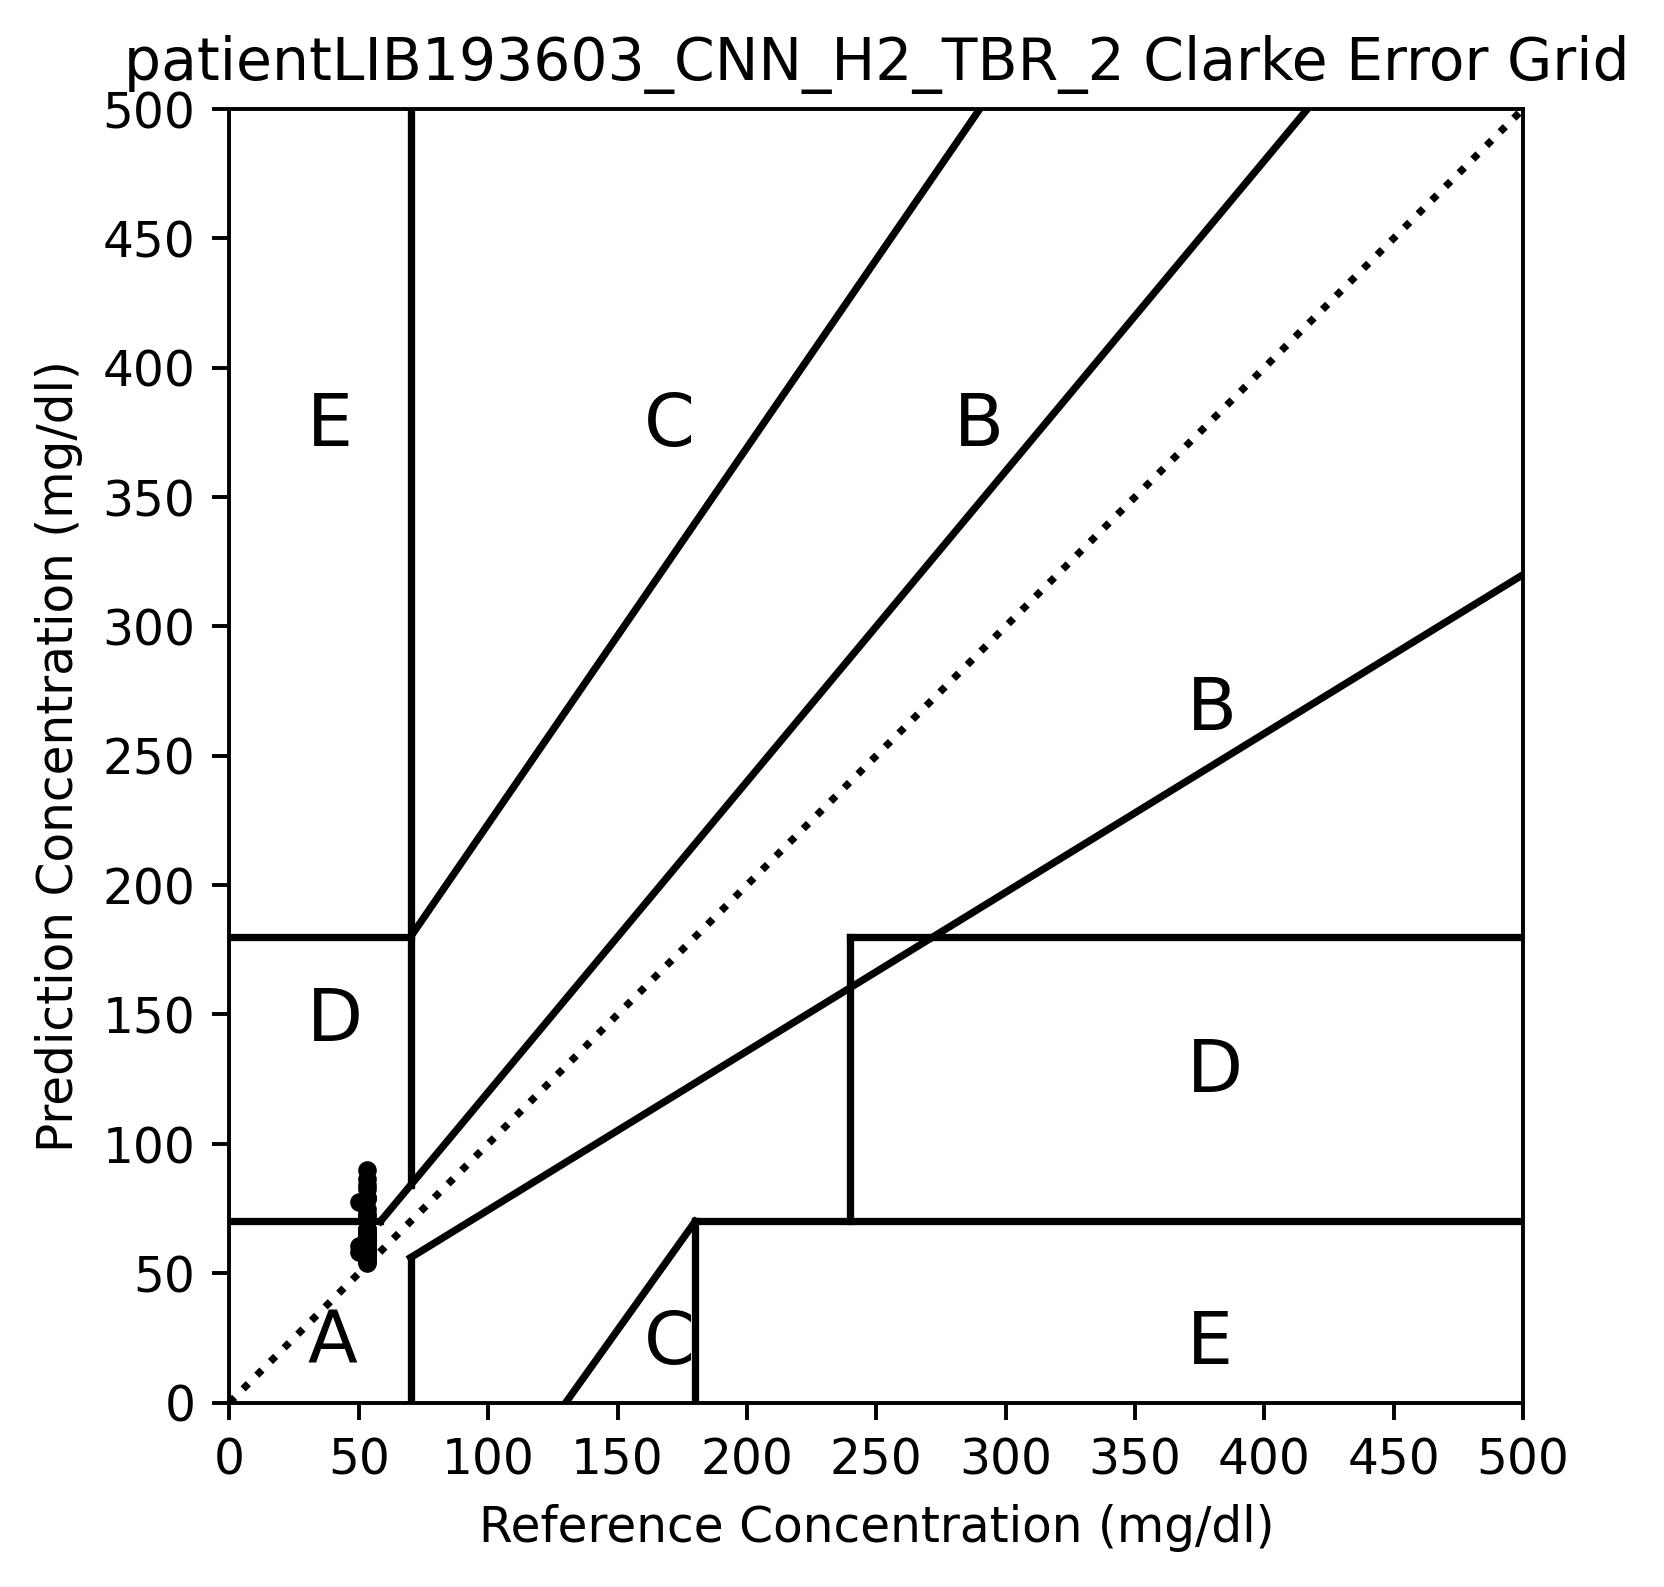 patientLIB193603_CNN_H2_TBR_2 Clarke Error Grid
500
450
400
350
300
250
200
150
100
50
0
Prediction Concentration (mg/dl)
E
C
B
B
D
D
A
C
E
0 50 100 150 200 250 300 350 400 450 500
Reference Concentration (mg/dl)